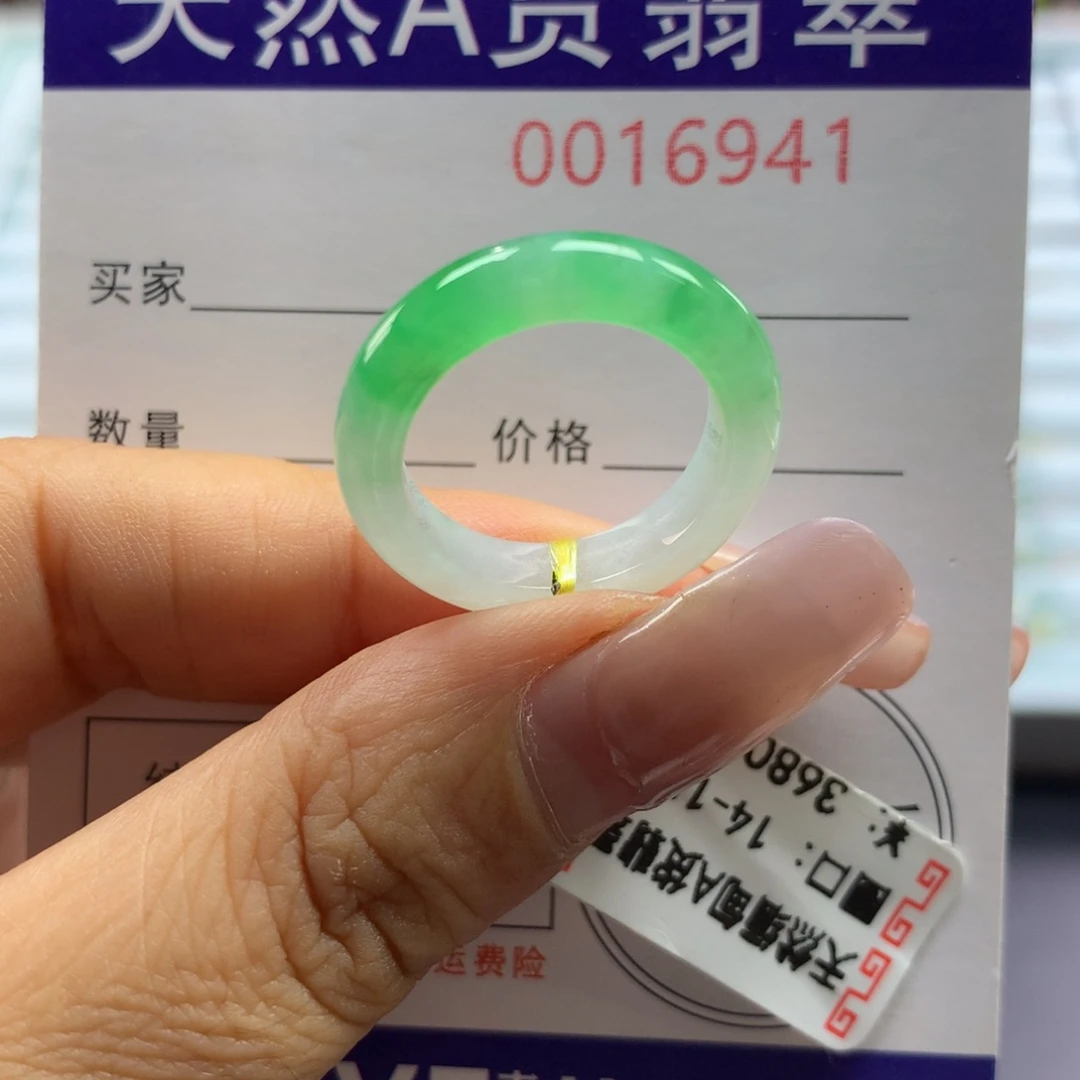 天然A货翡翠
0016941
买家
数量 价格
运费险
天然缅甸A货翡翠
圈口：14-1
￥：3680